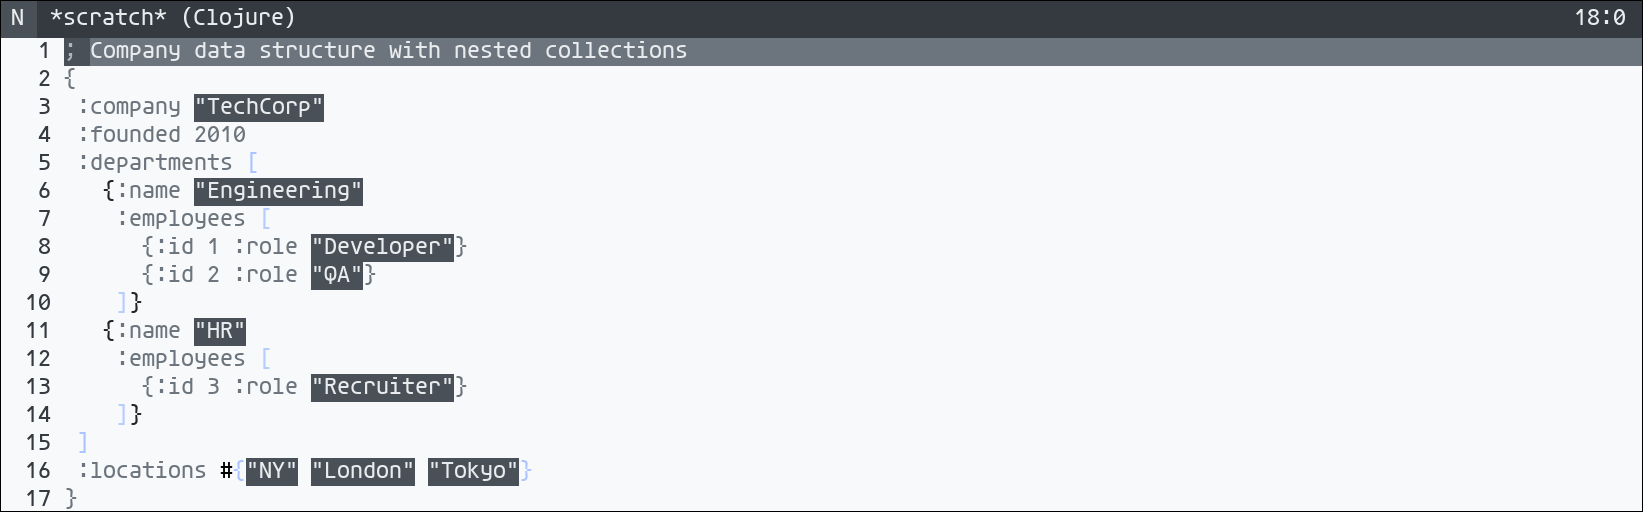 N *scratch* (Clojure) 18:0
1 ; Company data structure with nested collections
2 {
3  :company "TechCorp"
4  :founded 2010
5  :departments [
6    {:name "Engineering"
7     :employees [
8       {:id 1 :role "Developer"}
9       {:id 2 :role "QA"}
10     ]}
11    {:name "HR"
12     :employees [
13       {:id 3 :role "Recruiter"}
14     ]}
15  ]
16  :locations #{"NY" "London" "Tokyo"}
17 }